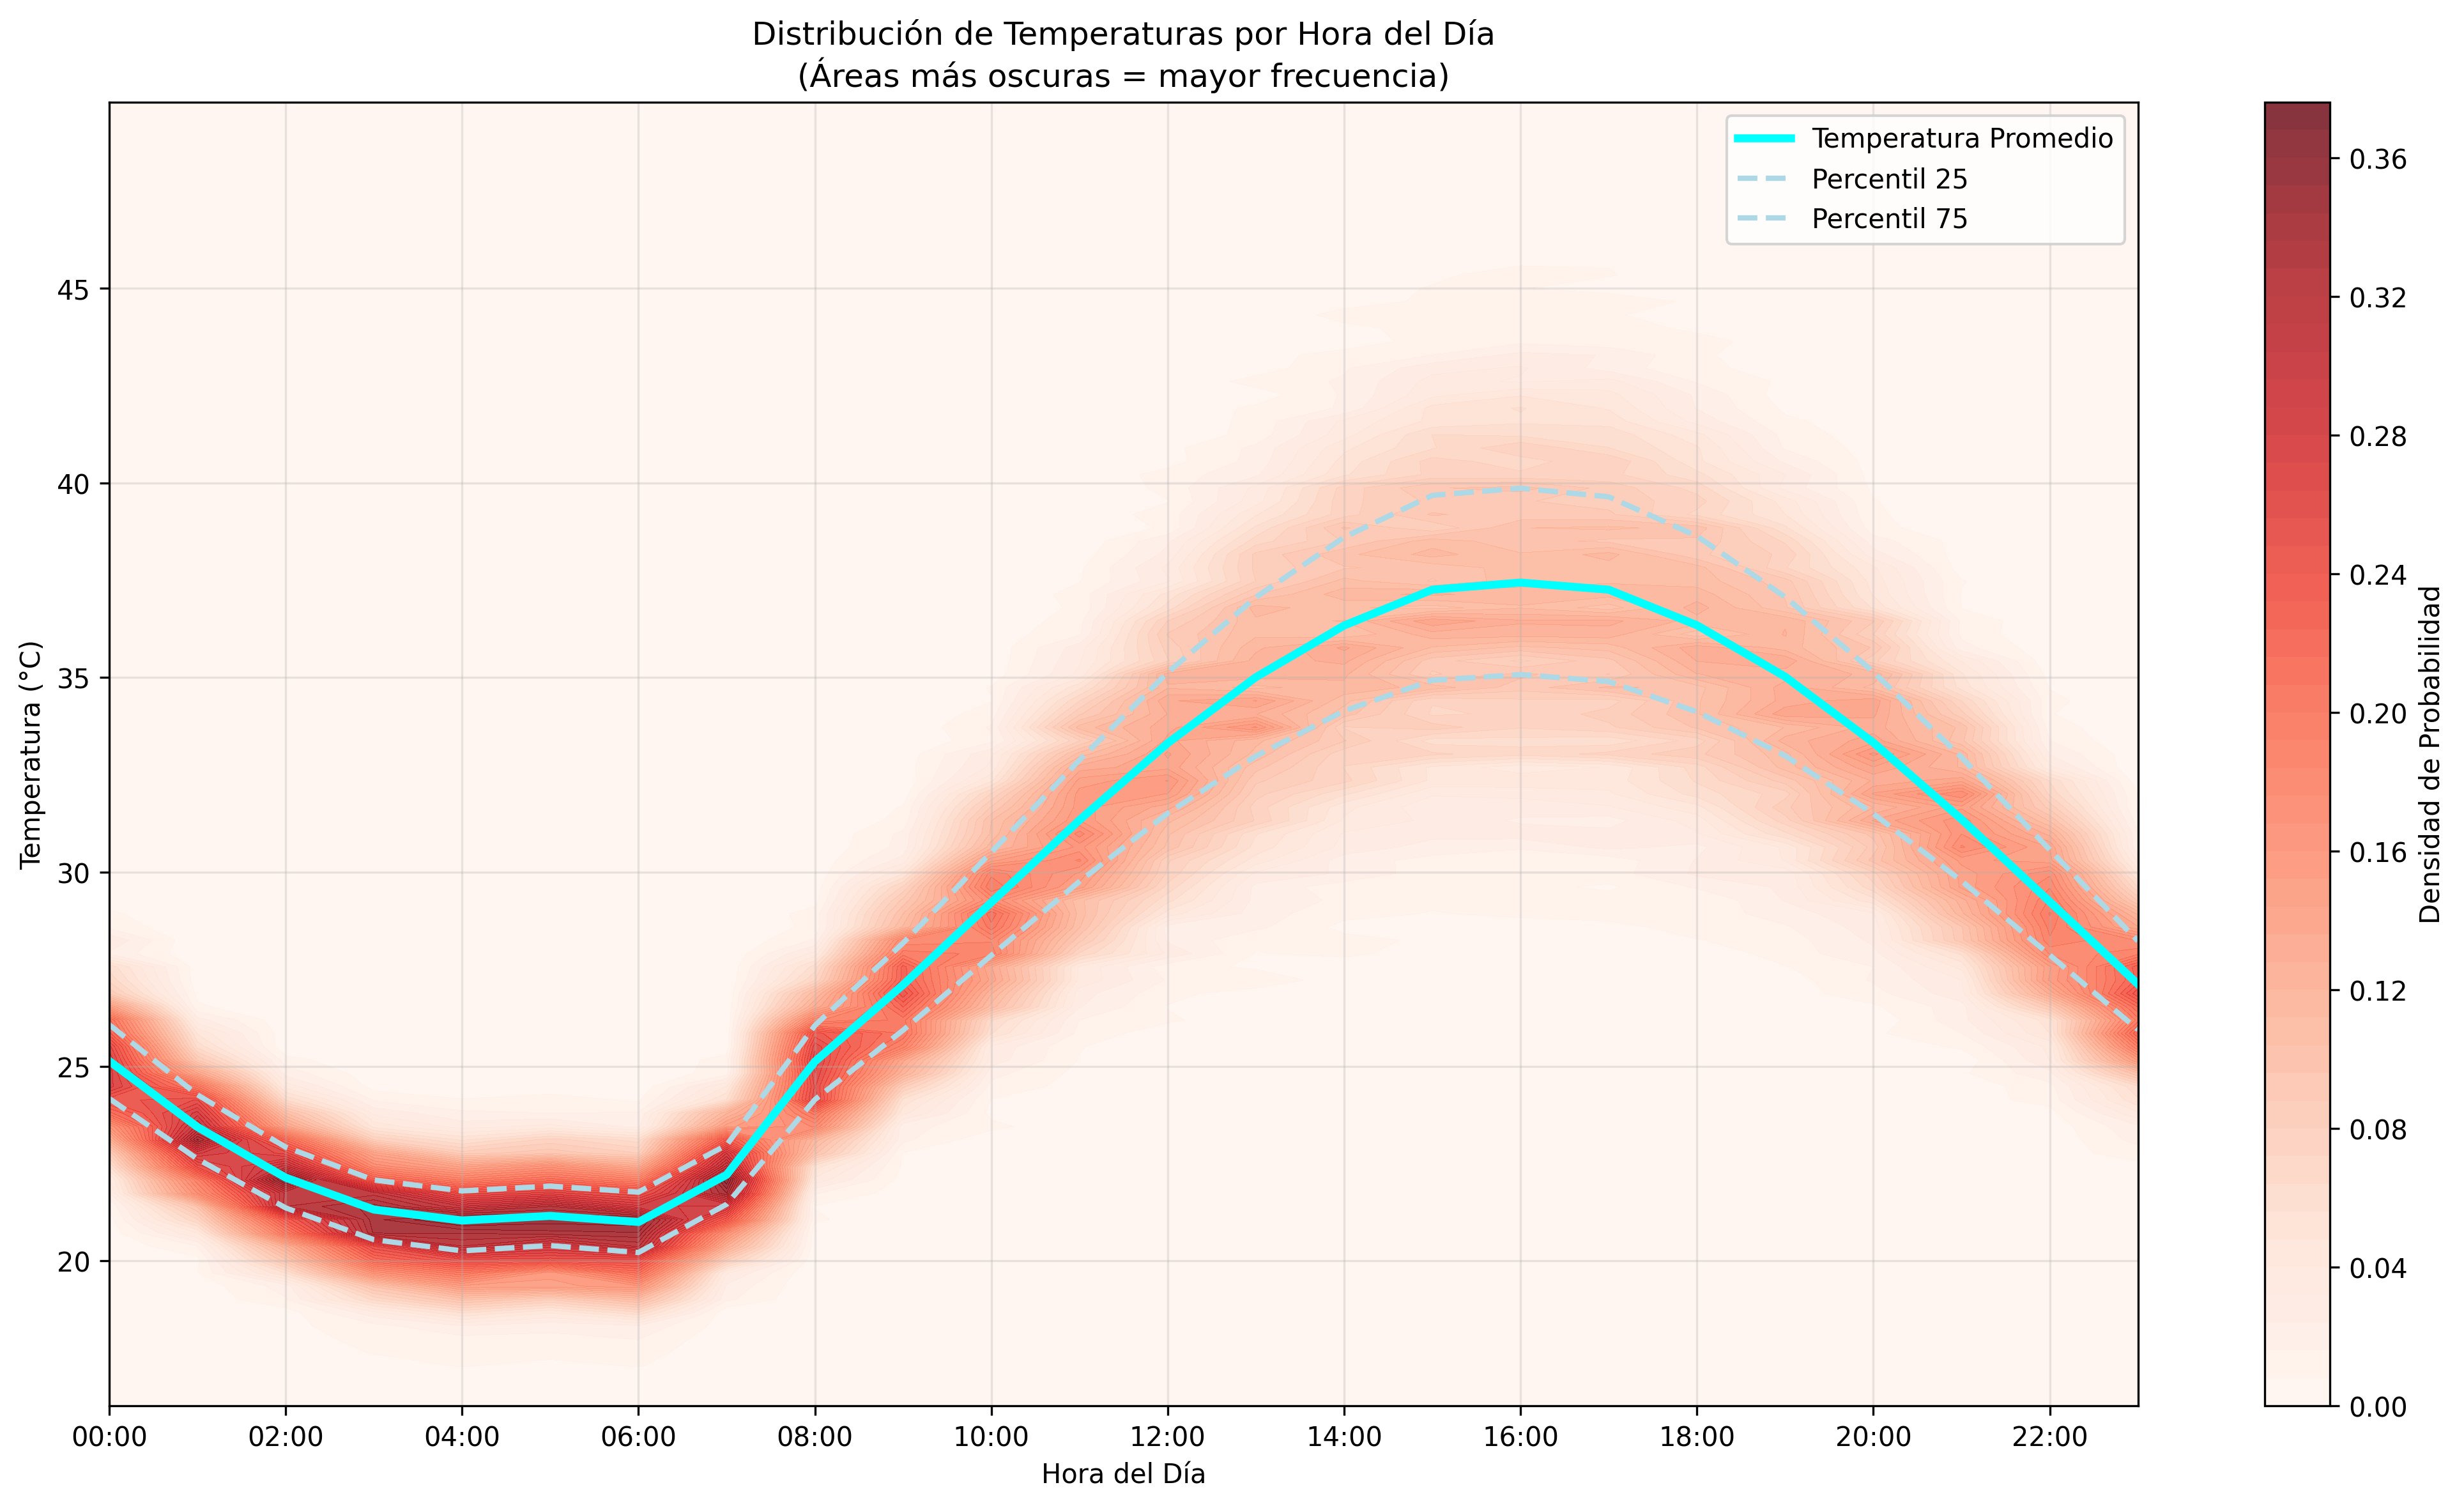 Distribución de Temperaturas por Hora del Día
(Áreas más oscuras = mayor frecuencia)
Temperatura Promedio
Percentil 25
Percentil 75
Temperatura (°C)
45
40
35
30
25
20
00:00 02:00 04:00 06:00 08:00 10:00 12:00 14:00 16:00 18:00 20:00 22:00
Hora del Día
0.36
0.32
0.28
0.24
0.20
0.16
0.12
0.08
0.04
0.00
Densidad de Probabilidad